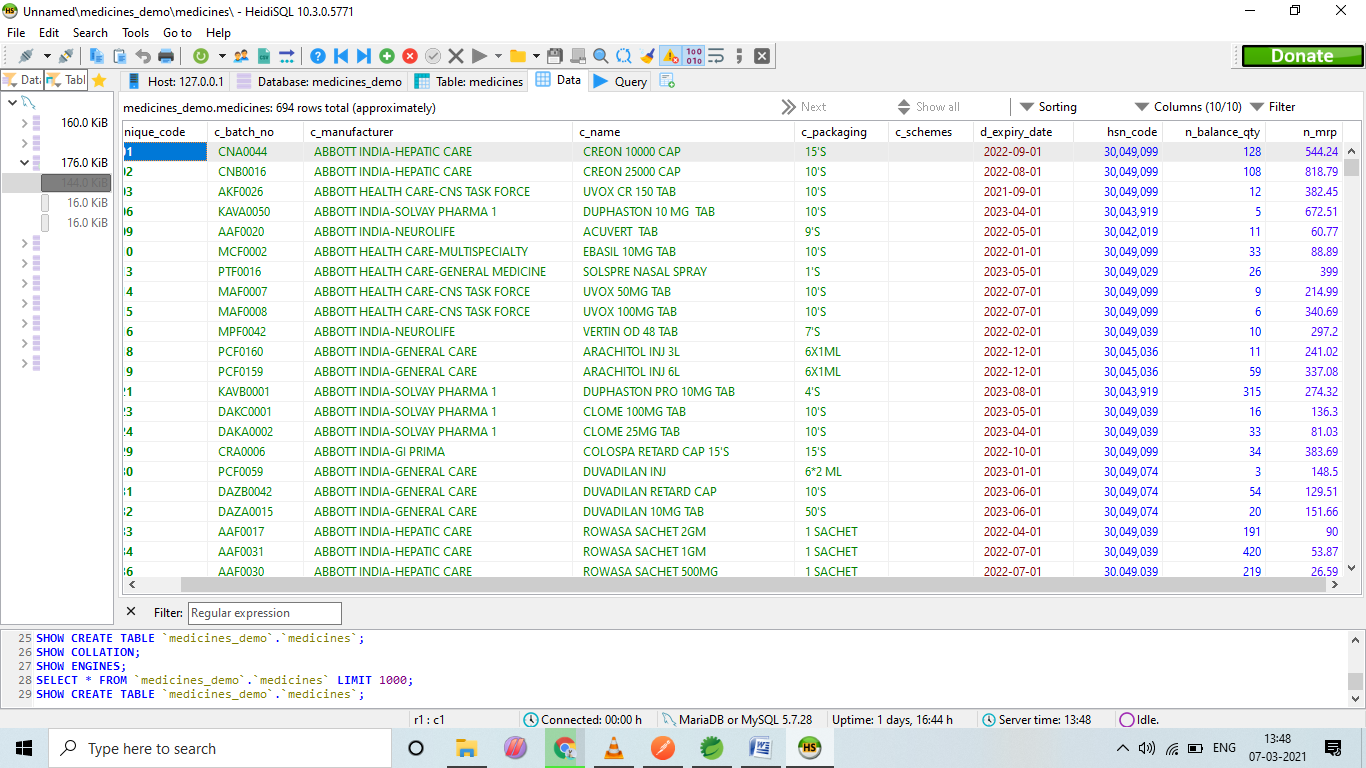 Unnamed\medicines_demo\medicines\ - HeidiSQL 10.3.0.5771
File Edit Search Tools Go to Help
Donate
Dat Tabl Host: 127.0.0.1 Database: medicines_demo Table: medicines Data Query
medicines_demo.medicines: 694 rows total (approximately) Next Show all Sorting Columns (10/10) Filter
160.0 KiB
176.0 KiB
144.0 KiB
16.0 KiB
16.0 KiB
nique_code c_batch_no c_manufacturer c_name c_packaging c_schemes d_expiry_date hsn_code n_balance_qty n_mrp
01 CNA0044 ABBOTT INDIA-HEPATIC CARE CREON 10000 CAP 15'S 2022-09-01 30,049,099 128 544.24
02 CNB0016 ABBOTT INDIA-HEPATIC CARE CREON 25000 CAP 10'S 2022-08-01 30,049,099 108 818.79
03 AKF0026 ABBOTT HEALTH CARE-CNS TASK FORCE UVOX CR 150 TAB 10'S 2021-09-01 30,049,099 12 382.45
06 KAVA0050 ABBOTT INDIA-SOLVAY PHARMA 1 DUPHASTON 10 MG TAB 10'S 2023-04-01 30,043,919 5 672.51
09 AAF0020 ABBOTT INDIA-NEUROLIFE ACUVERT TAB 9'S 2022-05-01 30,042,019 11 60.77
0 MCF0002 ABBOTT HEALTH CARE-MULTISPECIALTY EBASIL 10MG TAB 10'S 2022-01-01 30,049,099 33 88.89
3 PTF0016 ABBOTT HEALTH CARE-GENERAL MEDICINE SOLSPRE NASAL SPRAY 1'S 2023-05-01 30,049,029 26 399
4 MAF0007 ABBOTT HEALTH CARE-CNS TASK FORCE UVOX 50MG TAB 10'S 2022-07-01 30,049,099 9 214.99
5 MAF0008 ABBOTT HEALTH CARE-CNS TASK FORCE UVOX 100MG TAB 10'S 2022-07-01 30,049,099 6 340.69
6 MPF0042 ABBOTT INDIA-NEUROLIFE VERTIN OD 48 TAB 7'S 2022-02-01 30,049,039 10 297.2
8 PCF0160 ABBOTT INDIA-GENERAL CARE ARACHITOL INJ 3L 6X1ML 2022-12-01 30,045,036 11 241.02
9 PCF0159 ABBOTT INDIA-GENERAL CARE ARACHITOL INJ 6L 6X1ML 2022-12-01 30,045,036 59 337.08
21 KAVB0001 ABBOTT INDIA-SOLVAY PHARMA 1 DUPHASTON PRO 10MG TAB 4'S 2023-08-01 30,043,919 315 274.32
23 DAKC0001 ABBOTT INDIA-SOLVAY PHARMA 1 CLOME 100MG TAB 10'S 2023-05-01 30,049,039 16 136.3
24 DAKA0002 ABBOTT INDIA-SOLVAY PHARMA 1 CLOME 25MG TAB 10'S 2023-04-01 30,049,039 33 81.03
29 CRA0006 ABBOTT INDIA-GI PRIMA COLOSPA RETARD CAP 15'S 15'S 2022-10-01 30,049,099 34 383.69
30 PCF0059 ABBOTT INDIA-GENERAL CARE DUVADILAN INJ 6*2 ML 2023-01-01 30,049,074 3 148.5
31 DAZB0042 ABBOTT INDIA-GENERAL CARE DUVADILAN RETARD CAP 10'S 2023-06-01 30,049,074 54 129.51
32 DAZA0015 ABBOTT INDIA-GENERAL CARE DUVADILAN 10MG TAB 50'S 2023-06-01 30,049,074 20 151.66
33 AAF0017 ABBOTT INDIA-HEPATIC CARE ROWASA SACHET 2GM 1 SACHET 2022-04-01 30,049,039 191 90
34 AAF0031 ABBOTT INDIA-HEPATIC CARE ROWASA SACHET 1GM 1 SACHET 2022-07-01 30,049,039 420 53.87
36 AAF0030 ABBOTT INDIA-HEPATIC CARE ROWASA SACHET 500MG 1 SACHET 2022-07-01 30,049,039 219 26.59
Filter: Regular expression
25 SHOW CREATE TABLE `medicines_demo`.`medicines`;
26 SHOW COLLATION;
27 SHOW ENGINES;
28 SELECT * FROM `medicines_demo`.`medicines` LIMIT 1000;
29 SHOW CREATE TABLE `medicines_demo`.`medicines`;
r1 : c1 Connected: 00:00 h MariaDB or MySQL 5.7.28 Uptime: 1 days, 16:44 h Server time: 13:48 Idle.
Type here to search
ENG
13:48
07-03-2021